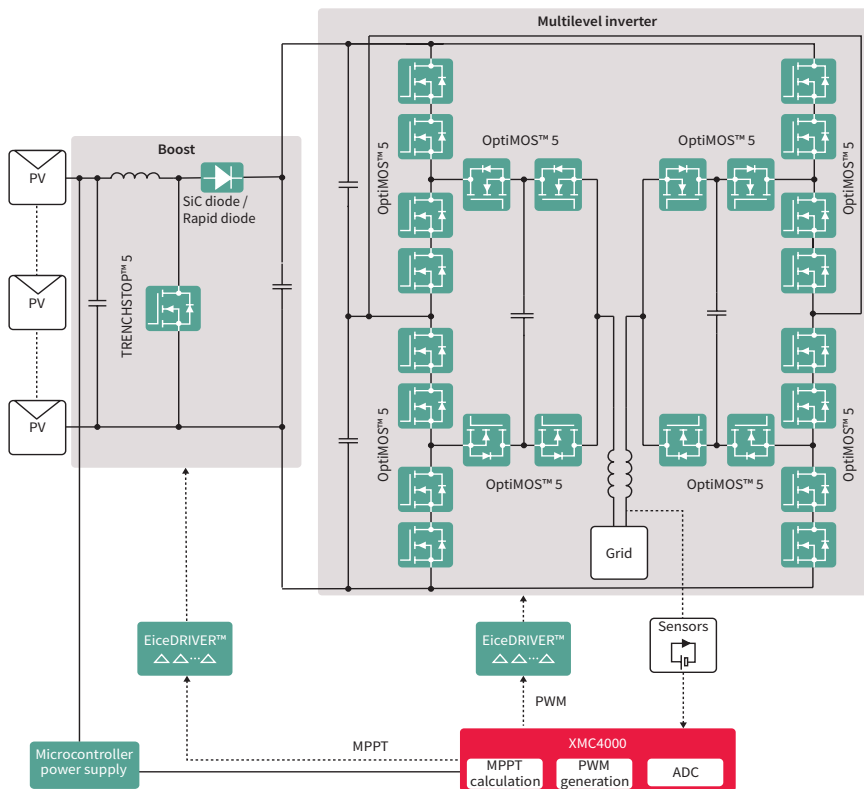 Multilevel inverter
Boost
PV
PV
PV
SiC diode /
Rapid diode
TRENCHSTOP™ 5
OptiMOS™ 5
OptiMOS™ 5
OptiMOS™ 5
OptiMOS™ 5
OptiMOS™ 5
OptiMOS™ 5
OptiMOS™ 5
OptiMOS™ 5
Grid
EiceDRIVER™
EiceDRIVER™
Sensors
PWM
MPPT
Microcontroller
power supply
XMC4000
MPPT
calculation
PWM
generation
ADC